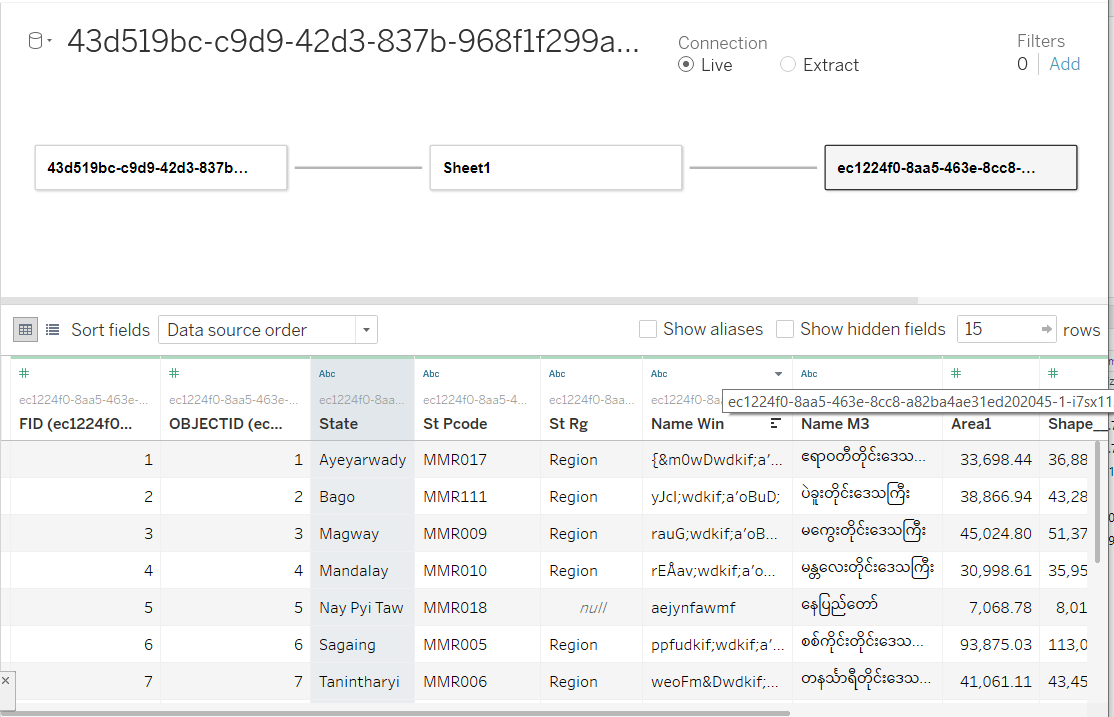 43d519bc-c9d9-42d3-837b-968f1f299a...
Connection
Live
Extract
Filters
0
Add
43d519bc-c9d9-42d3-837b...
Sheet1
ec1224f0-8aa5-463e-8cc8-...
Sort fields
Data source order
Show aliases
Show hidden fields
15
rows
# # Abc Abc Abc Abc Abc # #
ec1224f0-8aa5-463e-... ec1224f0-8aa5-463e-... ec1224f0-8aa... ec1224f0-8aa5-4... ec1224f0-8aa... ec1224f0-8aa
ec1224f0-8aa5-463e-8cc8-a82ba4ae31ed202045-1-i7sx11
FID (ec1224f0... OBJECTID (ec... State St Pcode St Rg Name Win Name M3 Area1 Shape__
1 1 Ayeyarwady MMR017 Region {&m0wDwdkif;a'... ဧရာဝတီတိုင်းဒေသ... 33,698.44 36,88
2 2 Bago MMR111 Region yJcl;wdkif;a'oBuD; ပဲခူးတိုင်းဒေသကြီး 38,866.94 43,28
3 3 Magway MMR009 Region rauG;wdkif;a'oB... မကွေးတိုင်းဒေသကြီး 45,024.80 51,37
4 4 Mandalay MMR010 Region rEÅav;wdkif;a'o... မန္တလေးတိုင်းဒေသကြီး 30,998.61 35,95
5 5 Nay Pyi Taw MMR018 null aejynfawmf နေပြည်တော် 7,068.78 8,01
6 6 Sagaing MMR005 Region ppfudkif;wdkif;a'... စစ်ကိုင်းတိုင်းဒေသ... 93,875.03 113,0
7 7 Tanintharyi MMR006 Region weoFm&Dwdkif;... တနင်္သာရီတိုင်းဒေသ... 41,061.11 43,45